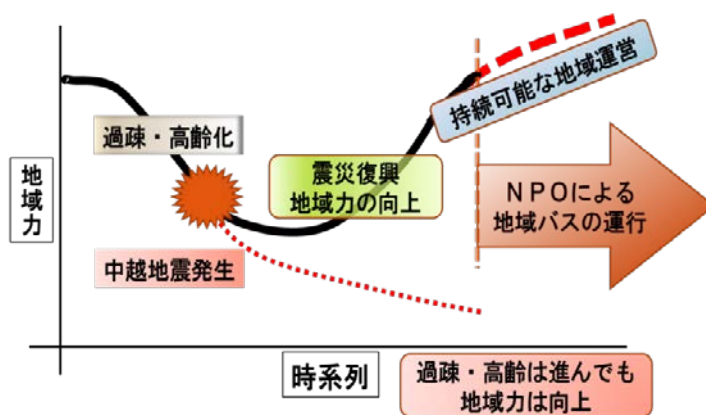 過疎・高齢化
地域力
中越地震発生
震災復興
地域力の向上
持続可能な地域運営
ＮＰＯによる
地域バスの運行
時系列
過疎・高齢は進んでも
地域力は向上